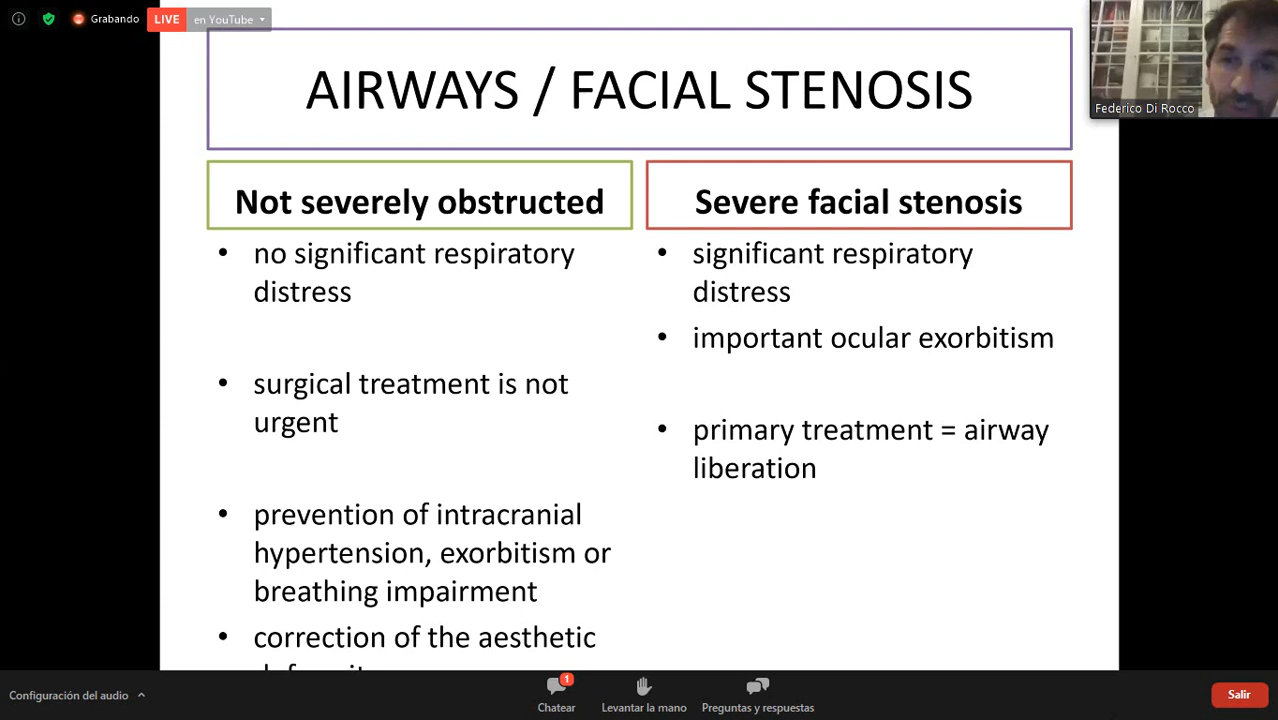 Grabando
LIVE
en YouTube
AIRWAYS / FACIAL STENOSIS
Federico Di Rocco
Not severely obstructed
• no significant respiratory
distress
• surgical treatment is not
urgent
• prevention of intracranial
hypertension, exorbitism or
breathing impairment
• correction of the aesthetic
Severe facial stenosis
• significant respiratory
distress
• important ocular exorbitism
• primary treatment = airway
liberation
Configuración del audio
1
Chatear
Levantar la mano
Preguntas y respuestas
Salir